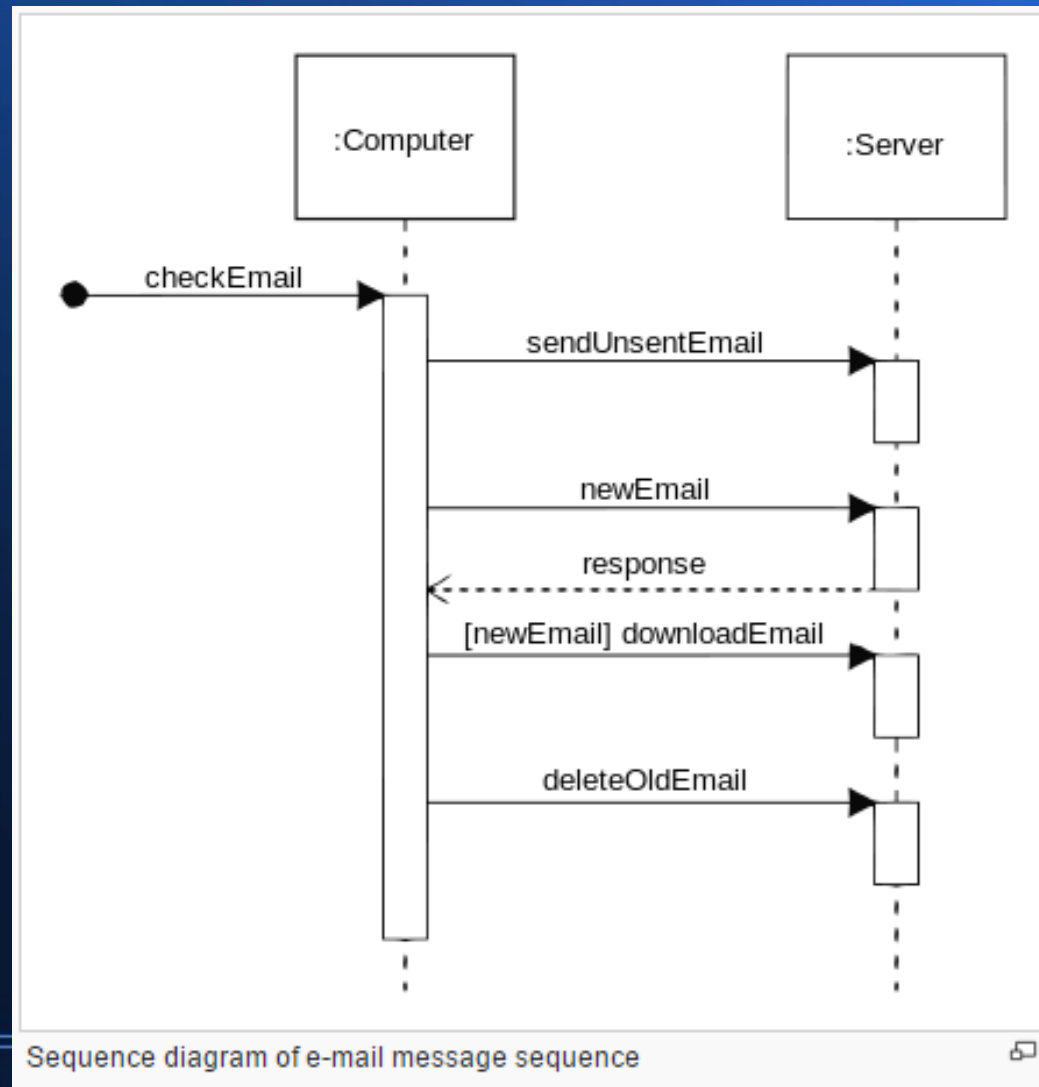 :Computer
:Server
checkEmail
sendUnsentEmail
newEmail
response
[newEmail] downloadEmail
deleteOldEmail
Sequence diagram of e-mail message sequence